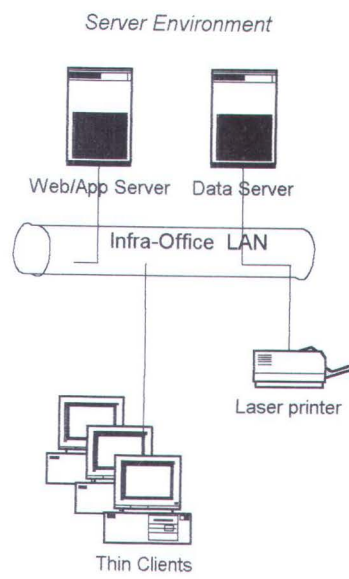 Server Environment
Web/App Server
Data Server
Infra-Office LAN
Laser printer
Thin Clients